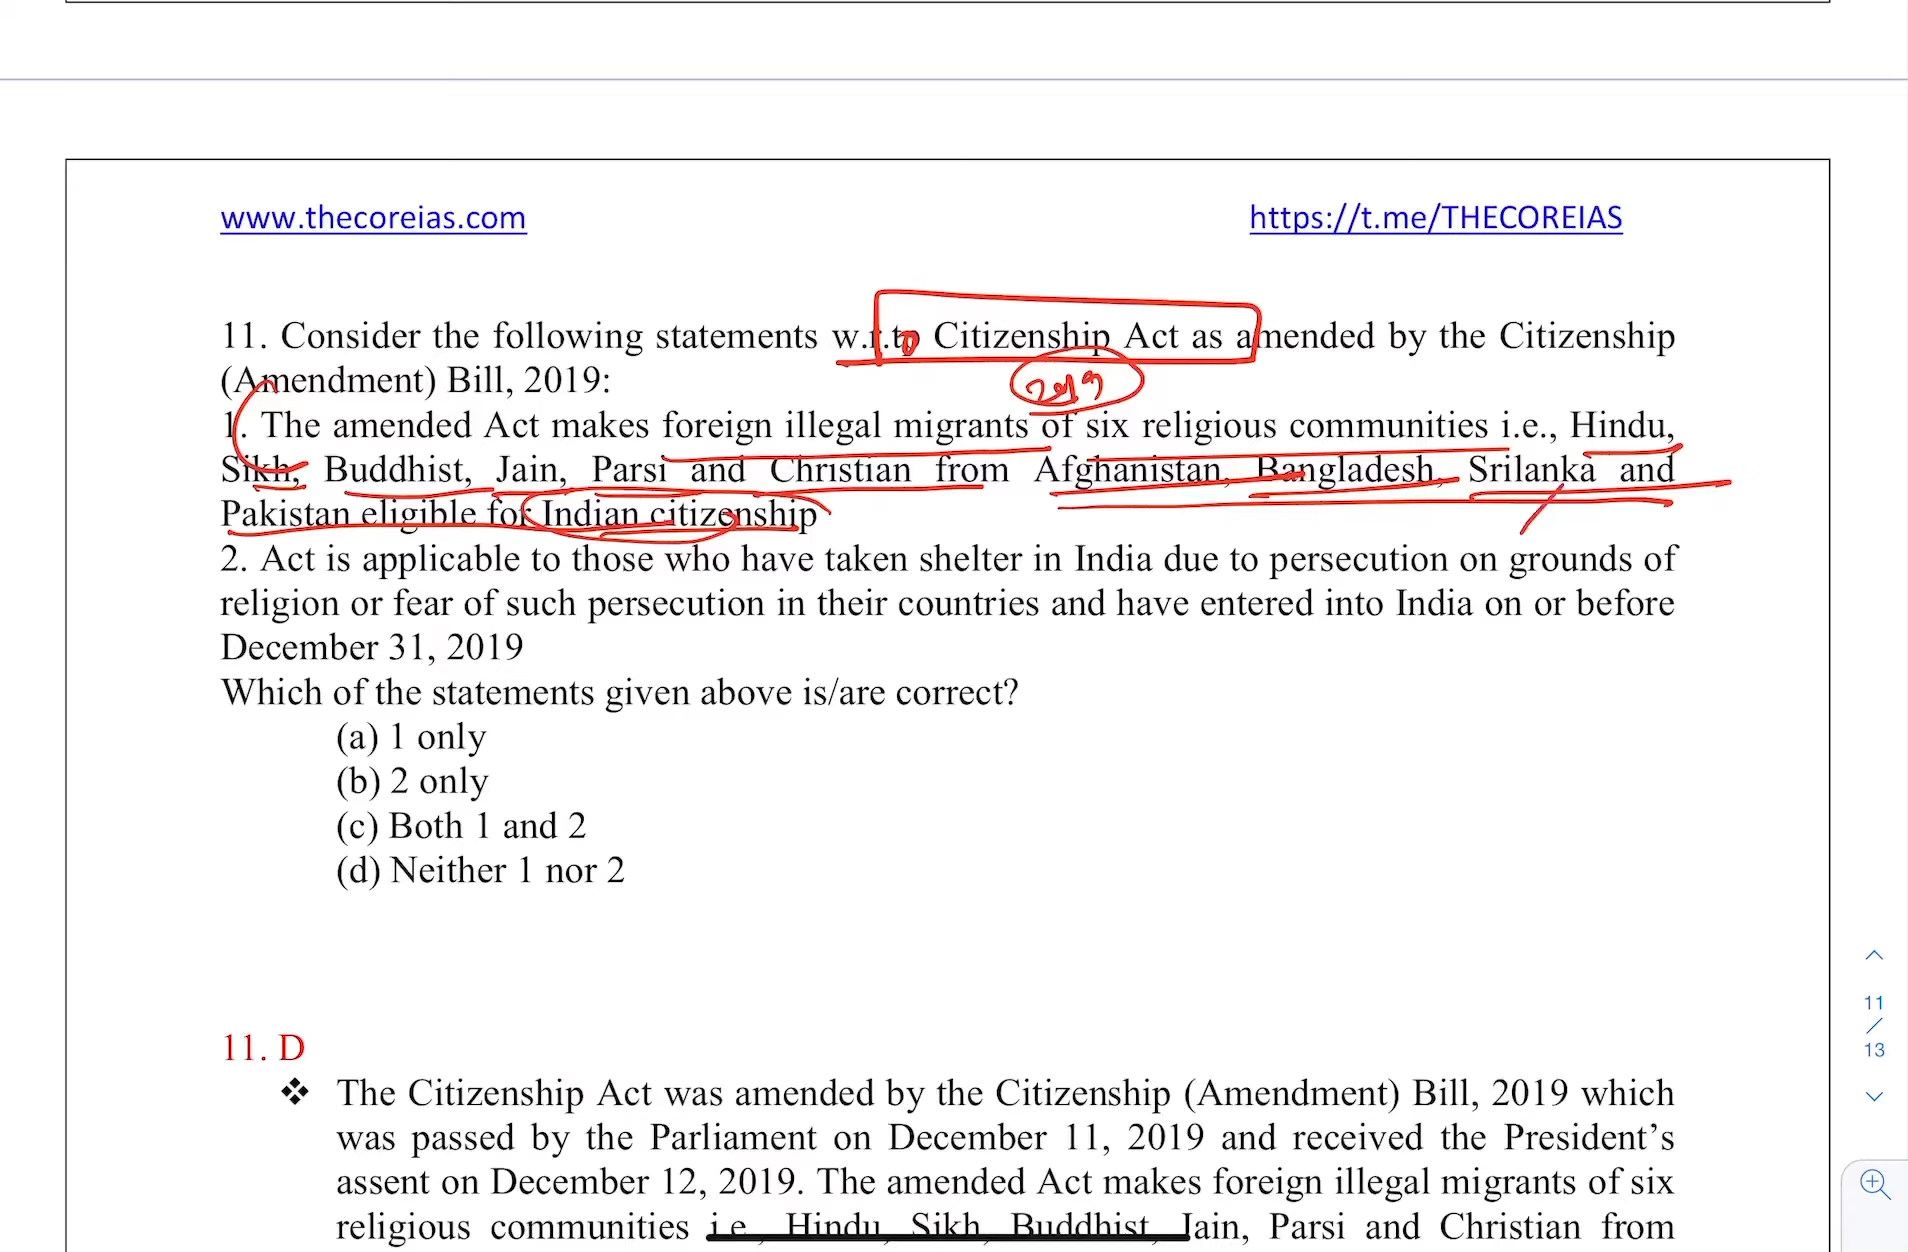 www.thecoreias.com https://t.me/THECOREIAS
11. Consider the following statements w.r.to Citizenship Act as amended by the Citizenship
(Amendment) Bill, 2019:
2019
1. The amended Act makes foreign illegal migrants of six religious communities i.e., Hindu,
Sikh, Buddhist, Jain, Parsi and Christian from Afghanistan, Bangladesh, Srilanka and
Pakistan eligible for Indian citizenship
2. Act is applicable to those who have taken shelter in India due to persecution on grounds of
religion or fear of such persecution in their countries and have entered into India on or before
December 31, 2019
Which of the statements given above is/are correct?
(a) 1 only
(b) 2 only
(c) Both 1 and 2
(d) Neither 1 nor 2
11. D
❖ The Citizenship Act was amended by the Citizenship (Amendment) Bill, 2019 which
was passed by the Parliament on December 11, 2019 and received the President’s
assent on December 12, 2019. The amended Act makes foreign illegal migrants of six
religious communities i.e., Hindu, Sikh, Buddhist, Jain, Parsi and Christian from
11
/
13